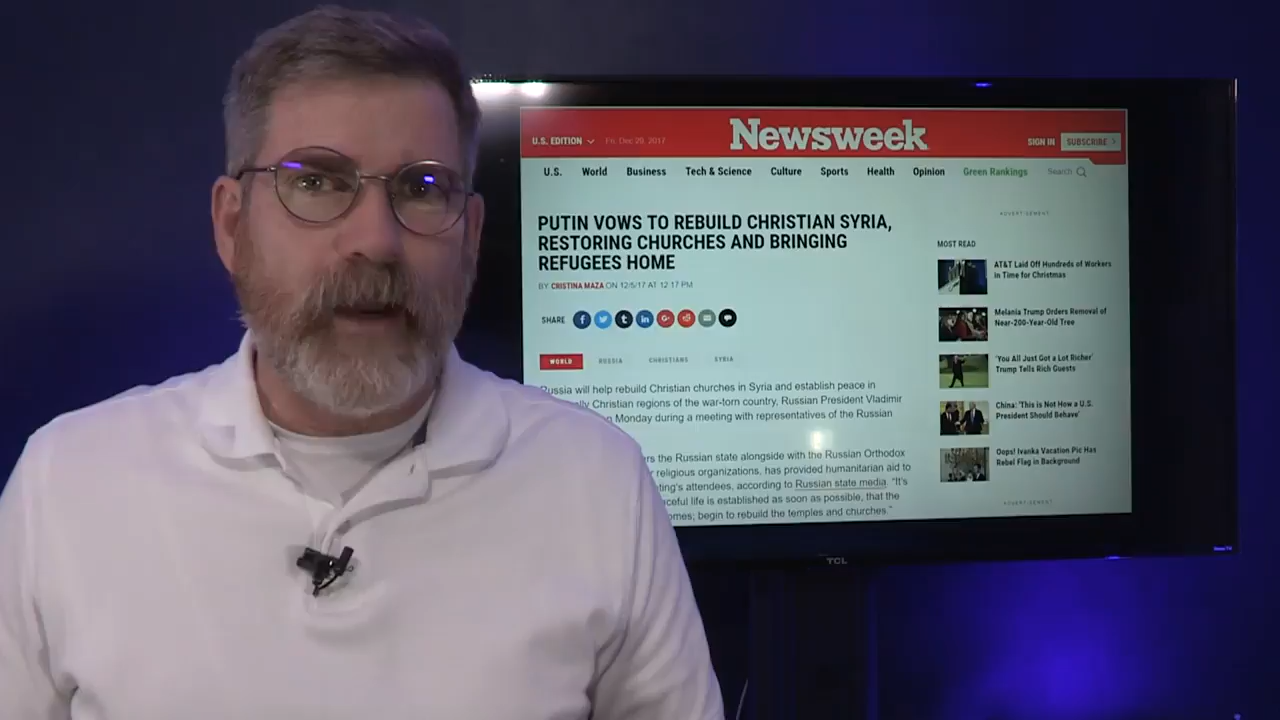 U.S. EDITION Fri, Dec 29, 2017 Newsweek SIGN IN SUBSCRIBE
U.S. World Business Tech & Science Culture Sports Health Opinion Green Rankings Search
PUTIN VOWS TO REBUILD CHRISTIAN SYRIA,
RESTORING CHURCHES AND BRINGING
REFUGEES HOME
BY CRISTINA MAZA ON 12/5/17 AT 12:17 PM
SHARE
WORLD RUSSIA CHRISTIANS SYRIA
Russia will help rebuild Christian churches in Syria and establish peace in
Christian regions of the war-torn country, Russian President Vladimir
on Monday during a meeting with representatives of the Russian
the Russian state alongside with the Russian Orthodox
religious organizations, has provided humanitarian aid to
attendees, according to Russian state media. "It's
life is established as soon as possible, that the
begin to rebuild the temples and churches."
ADVERTISEMENT
MOST READ
AT&T Laid Off Hundreds of Workers
in Time for Christmas
Melania Trump Orders Removal of
Near-200-Year-Old Tree
'You All Just Got a Lot Richer'
Trump Tells Rich Guests
China: 'This is Not How a U.S.
President Should Behave'
Oops! Ivanka Vacation Pic Has
Rebel Flag in Background
ADVERTISEMENT
TCL